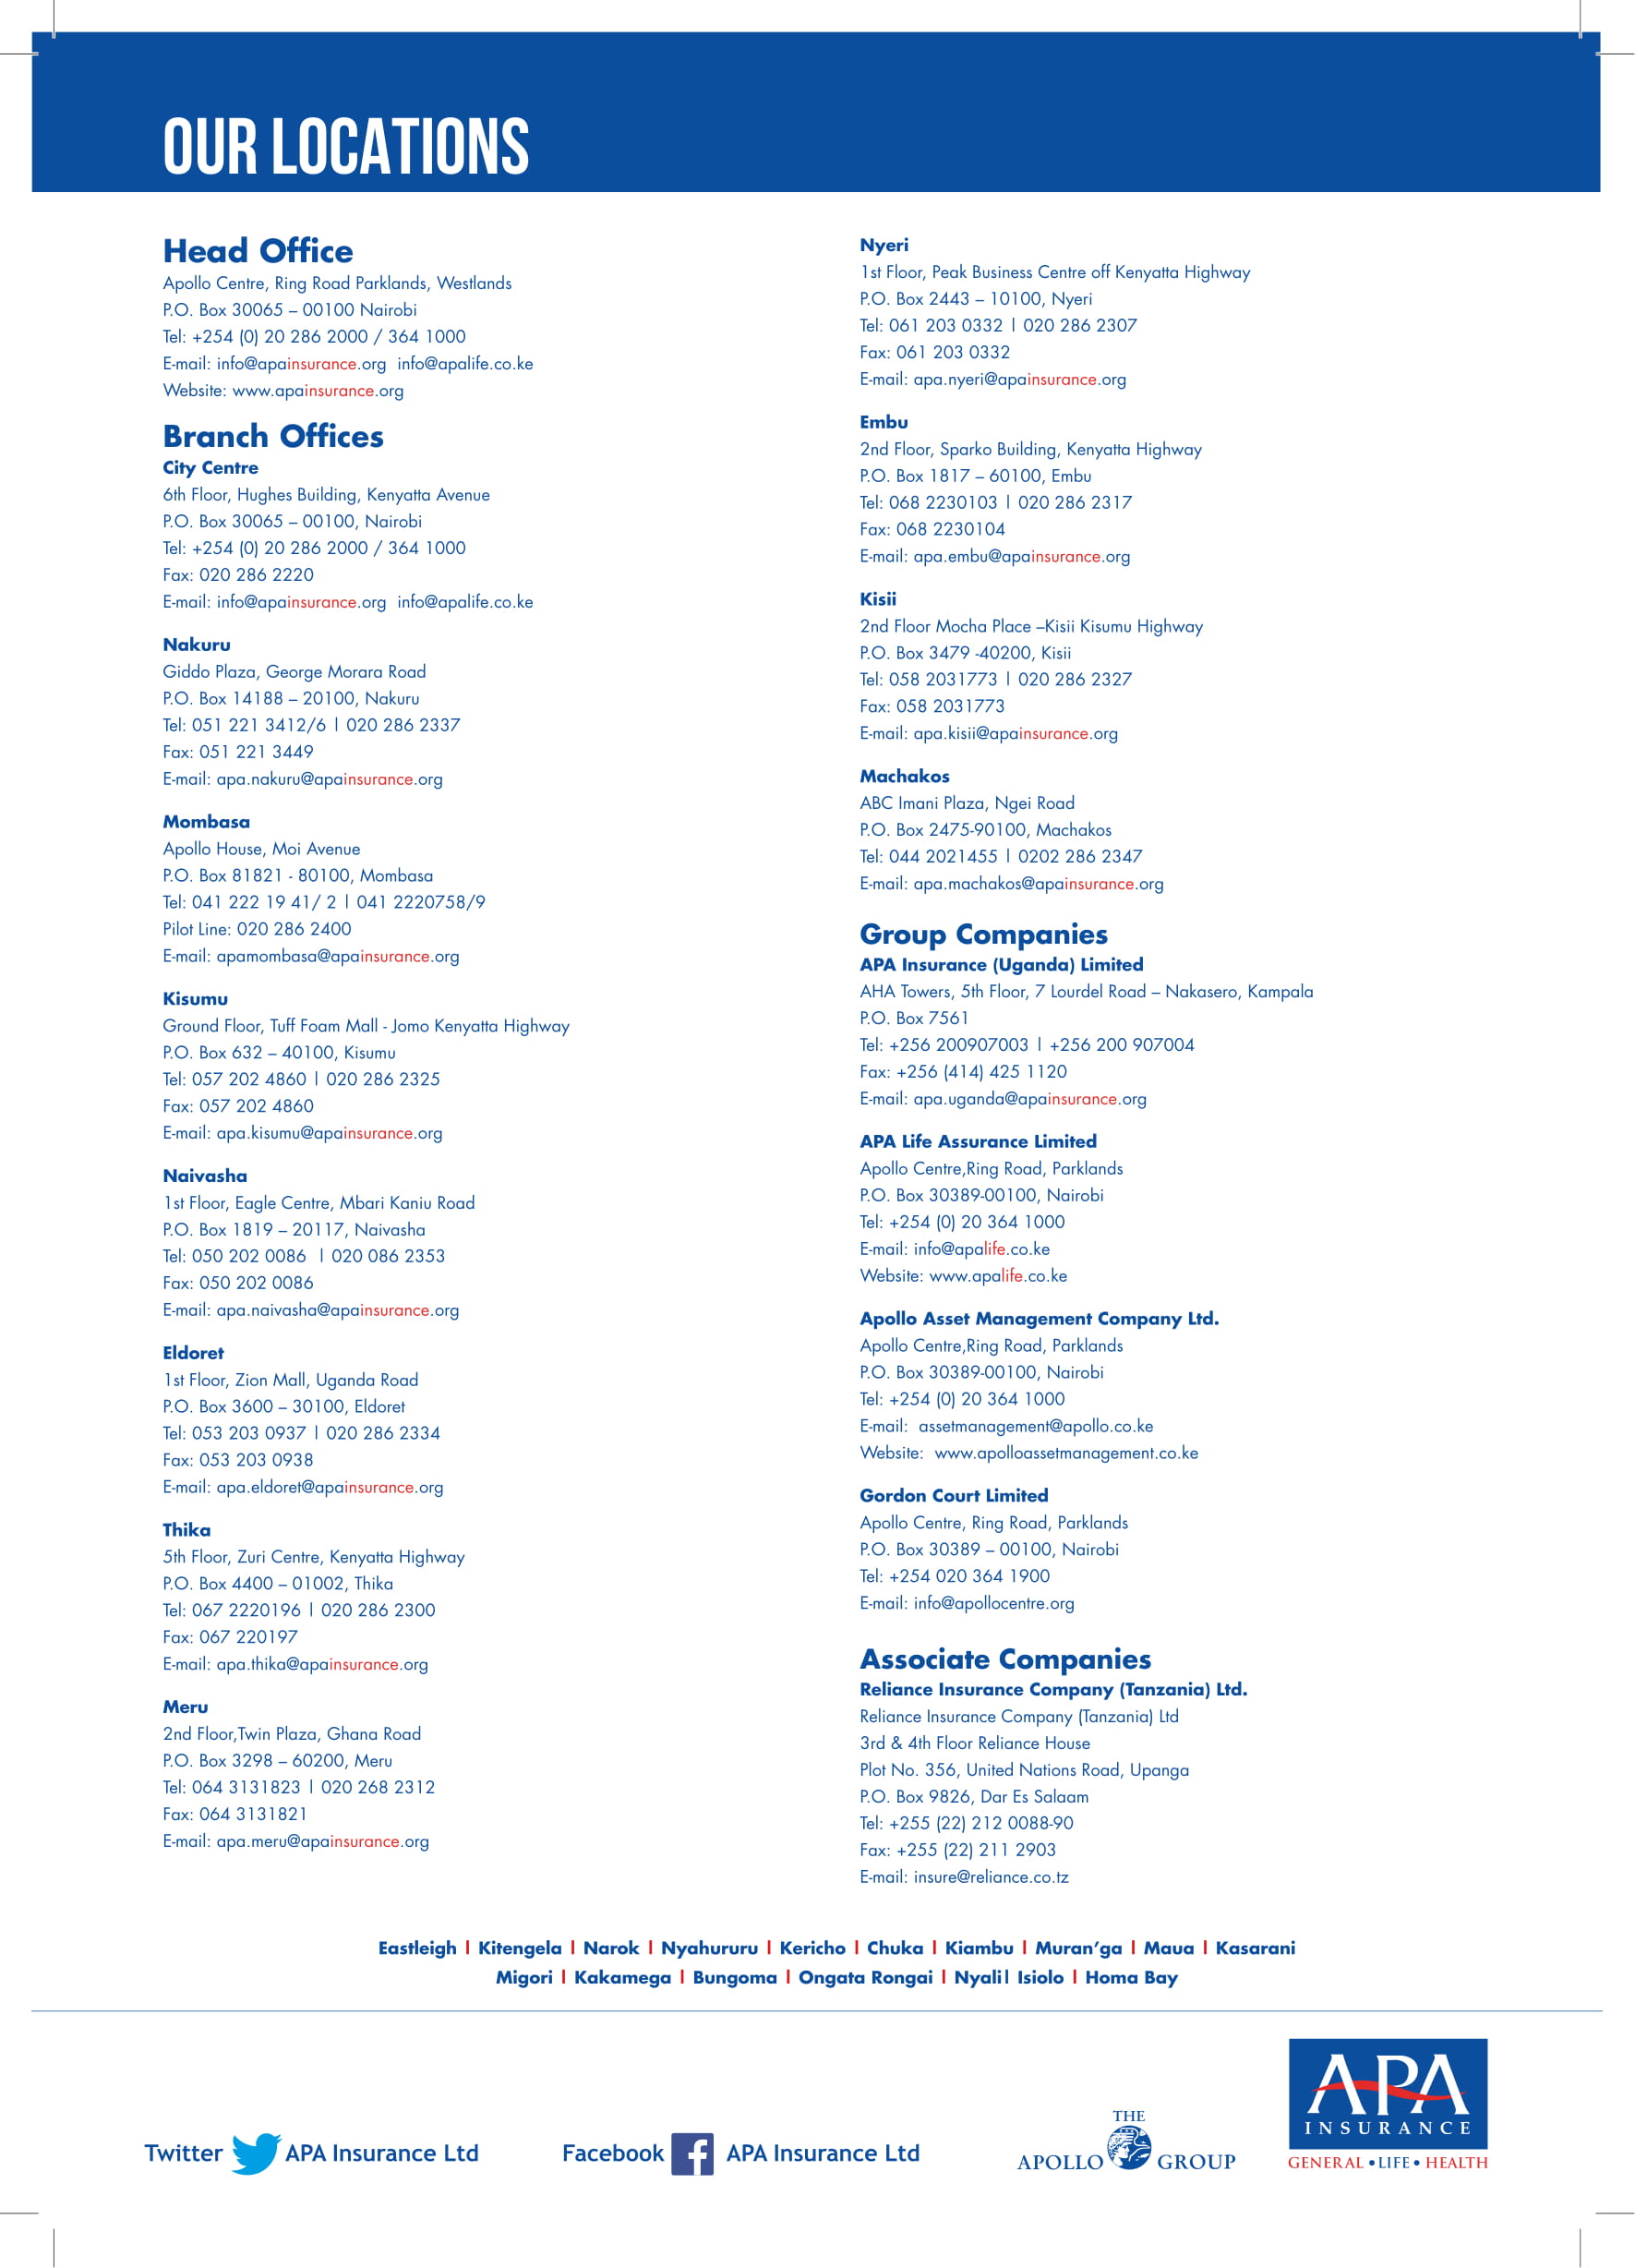 OUR LOCATIONS
Head Office
Apollo Centre, Ring Road Parklands, Westlands
P.O. Box 30065 – 00100 Nairobi
Tel: +254 (0) 20 286 2000 / 364 1000
E-mail: info@apainsurance.org  info@apalife.co.ke
Website: www.apainsurance.org
Branch Offices
City Centre
6th Floor, Hughes Building, Kenyatta Avenue
P.O. Box 30065 – 00100, Nairobi
Tel: +254 (0) 20 286 2000 / 364 1000
Fax: 020 286 2220
E-mail: info@apainsurance.org  info@apalife.co.ke
Nakuru
Giddo Plaza, George Morara Road
P.O. Box 14188 – 20100, Nakuru
Tel: 051 221 3412/6 | 020 286 2337
Fax: 051 221 3449
E-mail: apa.nakuru@apainsurance.org
Mombasa
Apollo House, Moi Avenue
P.O. Box 81821 - 80100, Mombasa
Tel: 041 222 19 41/ 2 | 041 2220758/9
Pilot Line: 020 286 2400
E-mail: apamombasa@apainsurance.org
Kisumu
Ground Floor, Tuff Foam Mall - Jomo Kenyatta Highway
P.O. Box 632 – 40100, Kisumu
Tel: 057 202 4860 | 020 286 2325
Fax: 057 202 4860
E-mail: apa.kisumu@apainsurance.org
Naivasha
1st Floor, Eagle Centre, Mbari Kaniu Road
P.O. Box 1819 – 20117, Naivasha
Tel: 050 202 0086  | 020 086 2353
Fax: 050 202 0086
E-mail: apa.naivasha@apainsurance.org
Eldoret
1st Floor, Zion Mall, Uganda Road
P.O. Box 3600 – 30100, Eldoret
Tel: 053 203 0937 | 020 286 2334
Fax: 053 203 0938
E-mail: apa.eldoret@apainsurance.org
Thika
5th Floor, Zuri Centre, Kenyatta Highway
P.O. Box 4400 – 01002, Thika
Tel: 067 2220196 | 020 286 2300
Fax: 067 220197
E-mail: apa.thika@apainsurance.org
Meru
2nd Floor,Twin Plaza, Ghana Road
P.O. Box 3298 – 60200, Meru
Tel: 064 3131823 | 020 268 2312
Fax: 064 3131821
E-mail: apa.meru@apainsurance.org
Nyeri
1st Floor, Peak Business Centre off Kenyatta Highway
P.O. Box 2443 – 10100, Nyeri
Tel: 061 203 0332 | 020 286 2307
Fax: 061 203 0332
E-mail: apa.nyeri@apainsurance.org
Embu
2nd Floor, Sparko Building, Kenyatta Highway
P.O. Box 1817 – 60100, Embu
Tel: 068 2230103 | 020 286 2317
Fax: 068 2230104
E-mail: apa.embu@apainsurance.org
Kisii
2nd Floor Mocha Place –Kisii Kisumu Highway
P.O. Box 3479 -40200, Kisii
Tel: 058 2031773 | 020 286 2327
Fax: 058 2031773
E-mail: apa.kisii@apainsurance.org
Machakos
ABC Imani Plaza, Ngei Road
P.O. Box 2475-90100, Machakos
Tel: 044 2021455 | 0202 286 2347
E-mail: apa.machakos@apainsurance.org
Group Companies
APA Insurance (Uganda) Limited
AHA Towers, 5th Floor, 7 Lourdel Road – Nakasero, Kampala
P.O. Box 7561
Tel: +256 200907003 | +256 200 907004
Fax: +256 (414) 425 1120
E-mail: apa.uganda@apainsurance.org
APA Life Assurance Limited
Apollo Centre,Ring Road, Parklands
P.O. Box 30389-00100, Nairobi
Tel: +254 (0) 20 364 1000
E-mail: info@apalife.co.ke
Website: www.apalife.co.ke
Apollo Asset Management Company Ltd.
Apollo Centre,Ring Road, Parklands
P.O. Box 30389-00100, Nairobi
Tel: +254 (0) 20 364 1000
E-mail:  assetmanagement@apollo.co.ke
Website:  www.apolloassetmanagement.co.ke
Gordon Court Limited
Apollo Centre, Ring Road, Parklands
P.O. Box 30389 – 00100, Nairobi
Tel: +254 020 364 1900
E-mail: info@apollocentre.org
Associate Companies
Reliance Insurance Company (Tanzania) Ltd.
Reliance Insurance Company (Tanzania) Ltd
3rd & 4th Floor Reliance House
Plot No. 356, United Nations Road, Upanga
P.O. Box 9826, Dar Es Salaam
Tel: +255 (22) 212 0088-90
Fax: +255 (22) 211 2903
E-mail: insure@reliance.co.tz
Eastleigh | Kitengela | Narok | Nyahururu | Kericho | Chuka | Kiambu | Muran’ga | Maua | Kasarani
Migori | Kakamega | Bungoma | Ongata Rongai | Nyali| Isiolo | Homa Bay
Twitter APA Insurance Ltd
Facebook APA Insurance Ltd
THE
APOLLO GROUP
APA
INSURANCE
GENERAL • LIFE • HEALTH